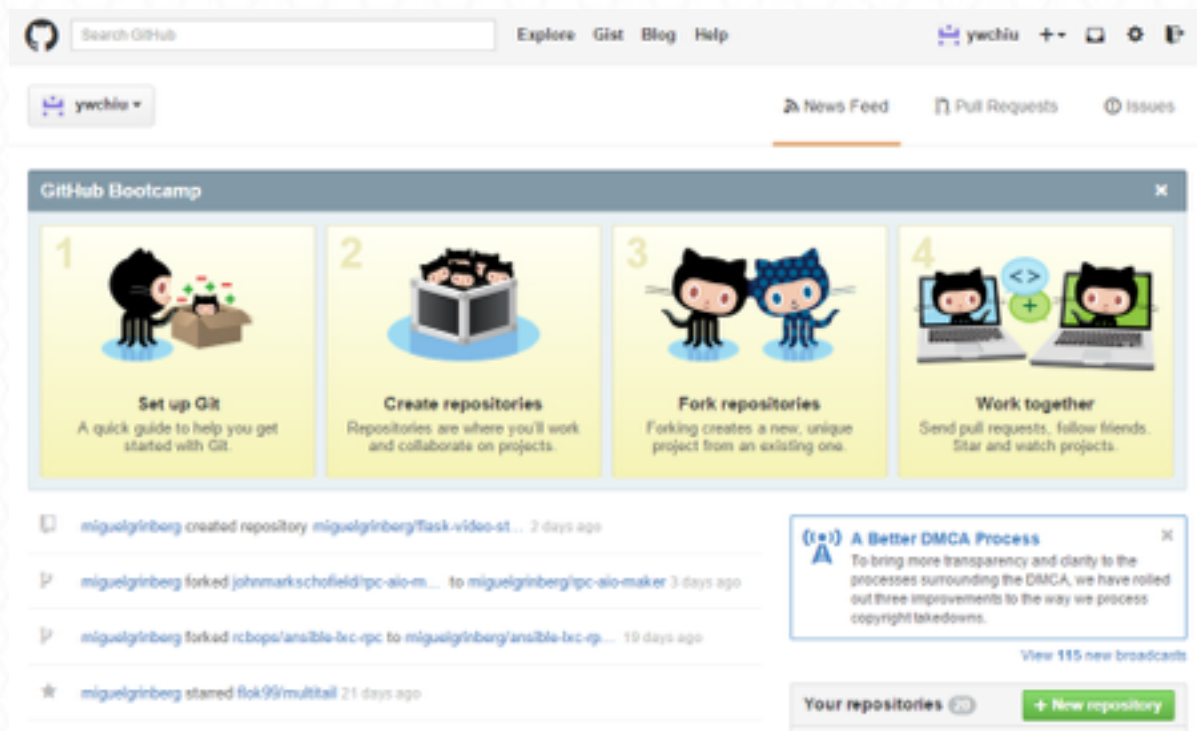 Search GitHub
Explore Gist Blog Help
ywchiu
ywchiu
News Feed
Pull Requests
Issues
GitHub Bootcamp
1
Set up Git
A quick guide to help you get
started with Git.
2
Create repositories
Repositories are where you'll work
and collaborate on projects.
3
Fork repositories
Forking creates a new, unique
project from an existing one.
4
Work together
Send pull requests, follow friends.
Star and watch projects.
miguelgrinberg created repository miguelgrinberg/flask-video-st... 2 days ago
miguelgrinberg forked johnmarkschofield/rpc-aio-m... to miguelgrinberg/rpc-aio-maker 3 days ago
miguelgrinberg forked rcbops/ansible-lxc-rpc to miguelgrinberg/ansible-lxc-rp... 19 days ago
miguelgrinberg starred flok99/multitail 21 days ago
A Better DMCA Process
To bring more transparency and clarity to the
processes surrounding the DMCA, we have rolled
out three improvements to the way we process
copyright takedowns.
View 115 new broadcasts
Your repositories 20
+ New repository